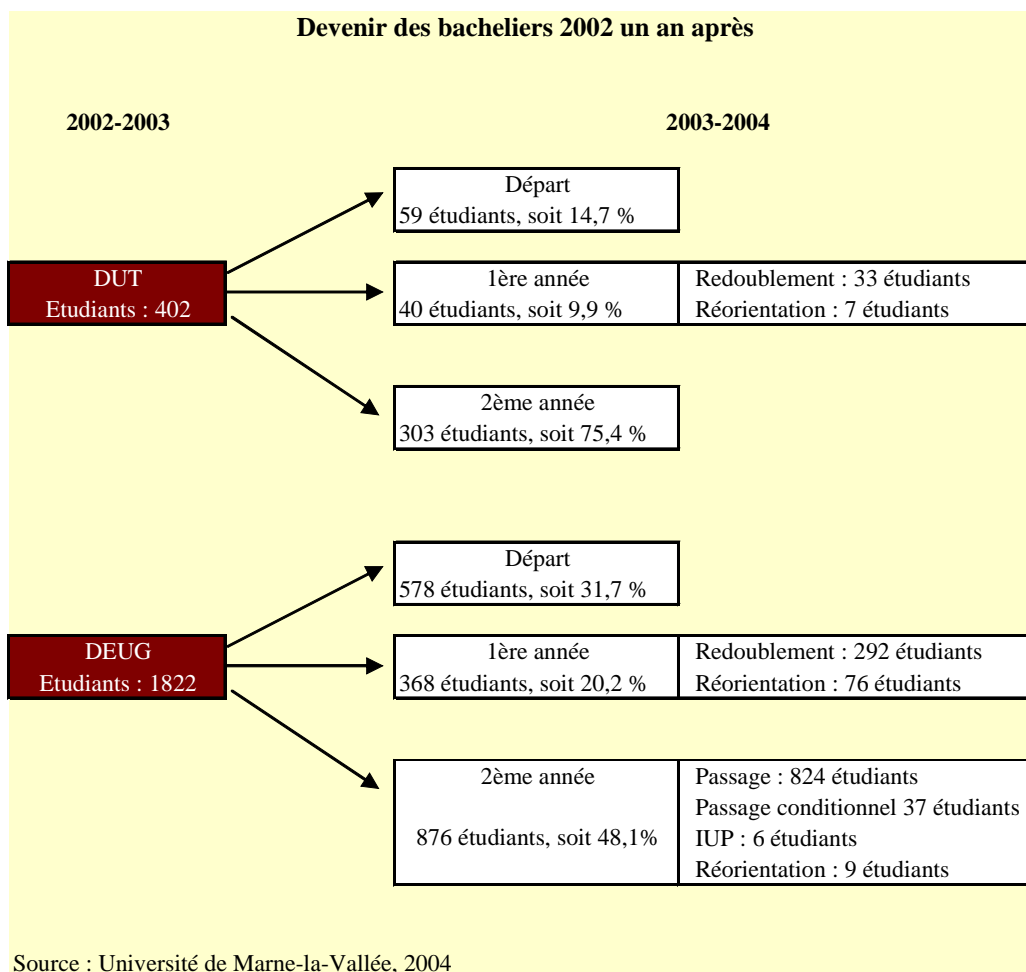 Devenir des bacheliers 2002 un an après
2002-2003
2003-2004
Départ
59 étudiants, soit 14,7 %
DUT
Etudiants : 402
1ère année
40 étudiants, soit 9,9 %
Redoublement : 33 étudiants
Réorientation : 7 étudiants
2ème année
303 étudiants, soit 75,4 %
Départ
578 étudiants, soit 31,7 %
DEUG
Etudiants : 1822
1ère année
368 étudiants, soit 20,2 %
Redoublement : 292 étudiants
Réorientation : 76 étudiants
2ème année
876 étudiants, soit 48,1%
Passage : 824 étudiants
Passage conditionnel 37 étudiants
IUP : 6 étudiants
Réorientation : 9 étudiants
Source : Université de Marne-la-Vallée, 2004